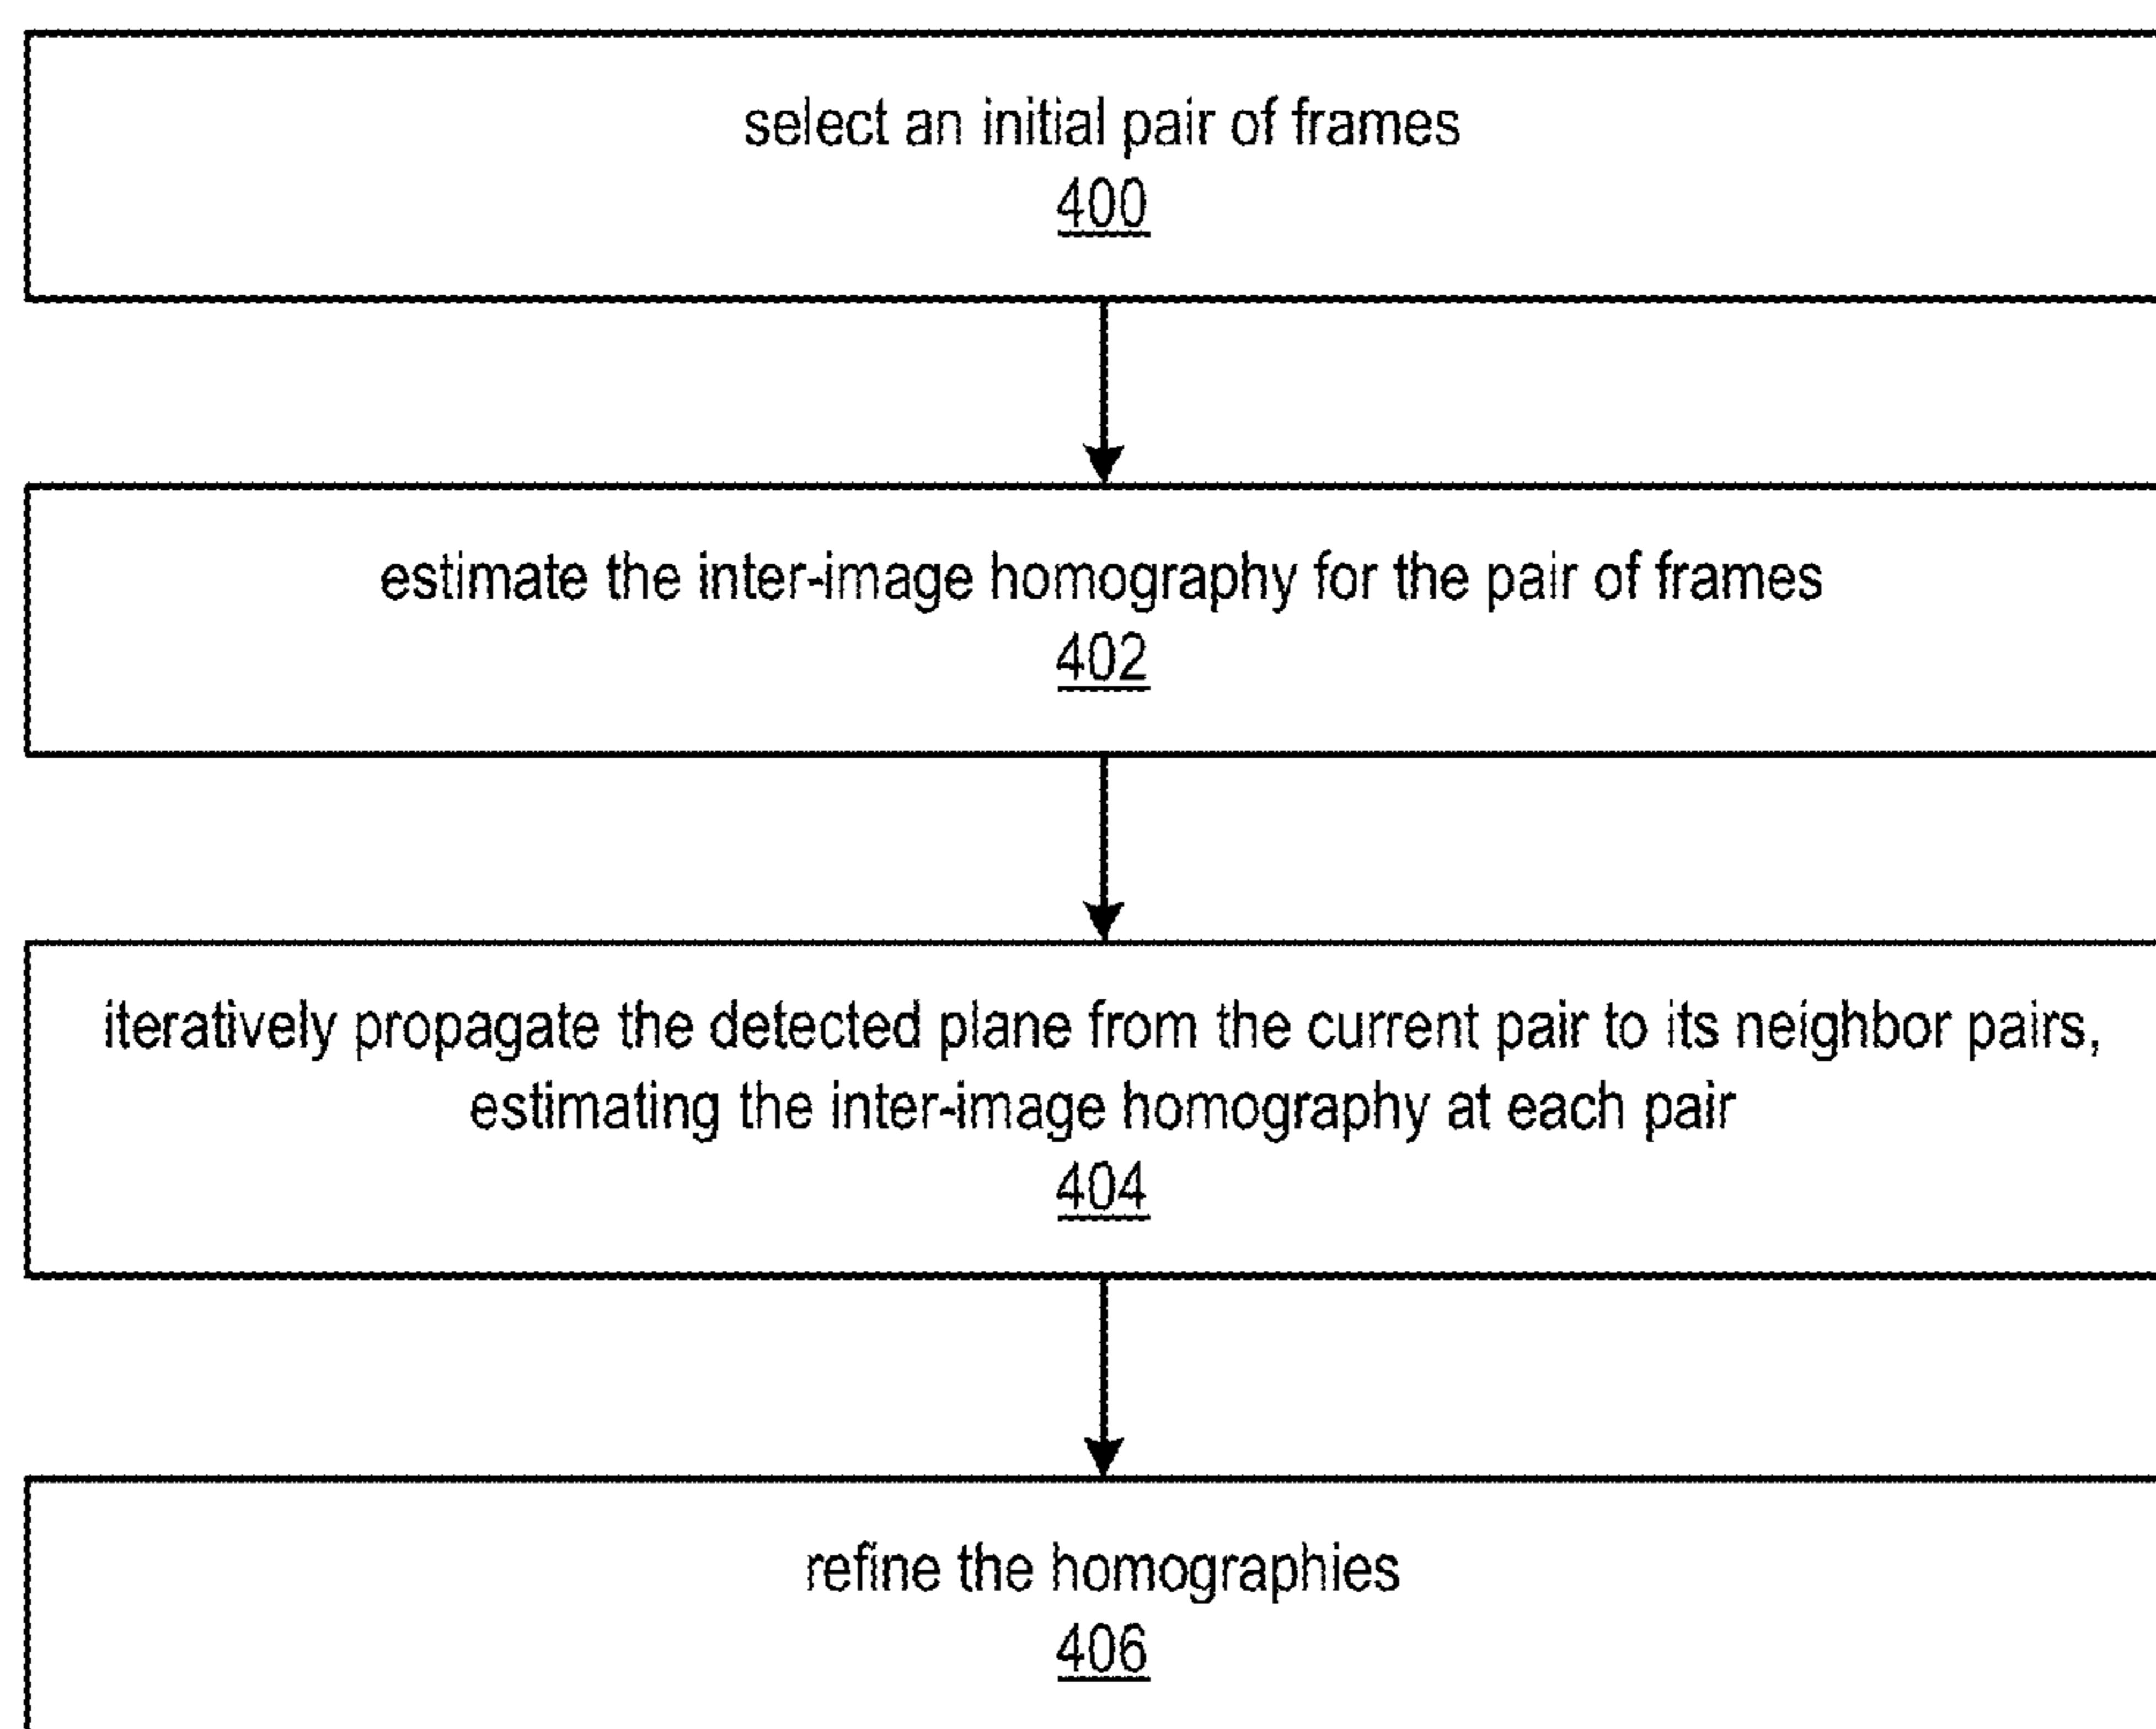 select an initial pair of frames
400
estimate the inter-image homography for the pair of frames
402
iteratively propagate the detected plane from the current pair to its neighbor pairs,
estimating the inter-image homography at each pair
404
refine the homographies
406